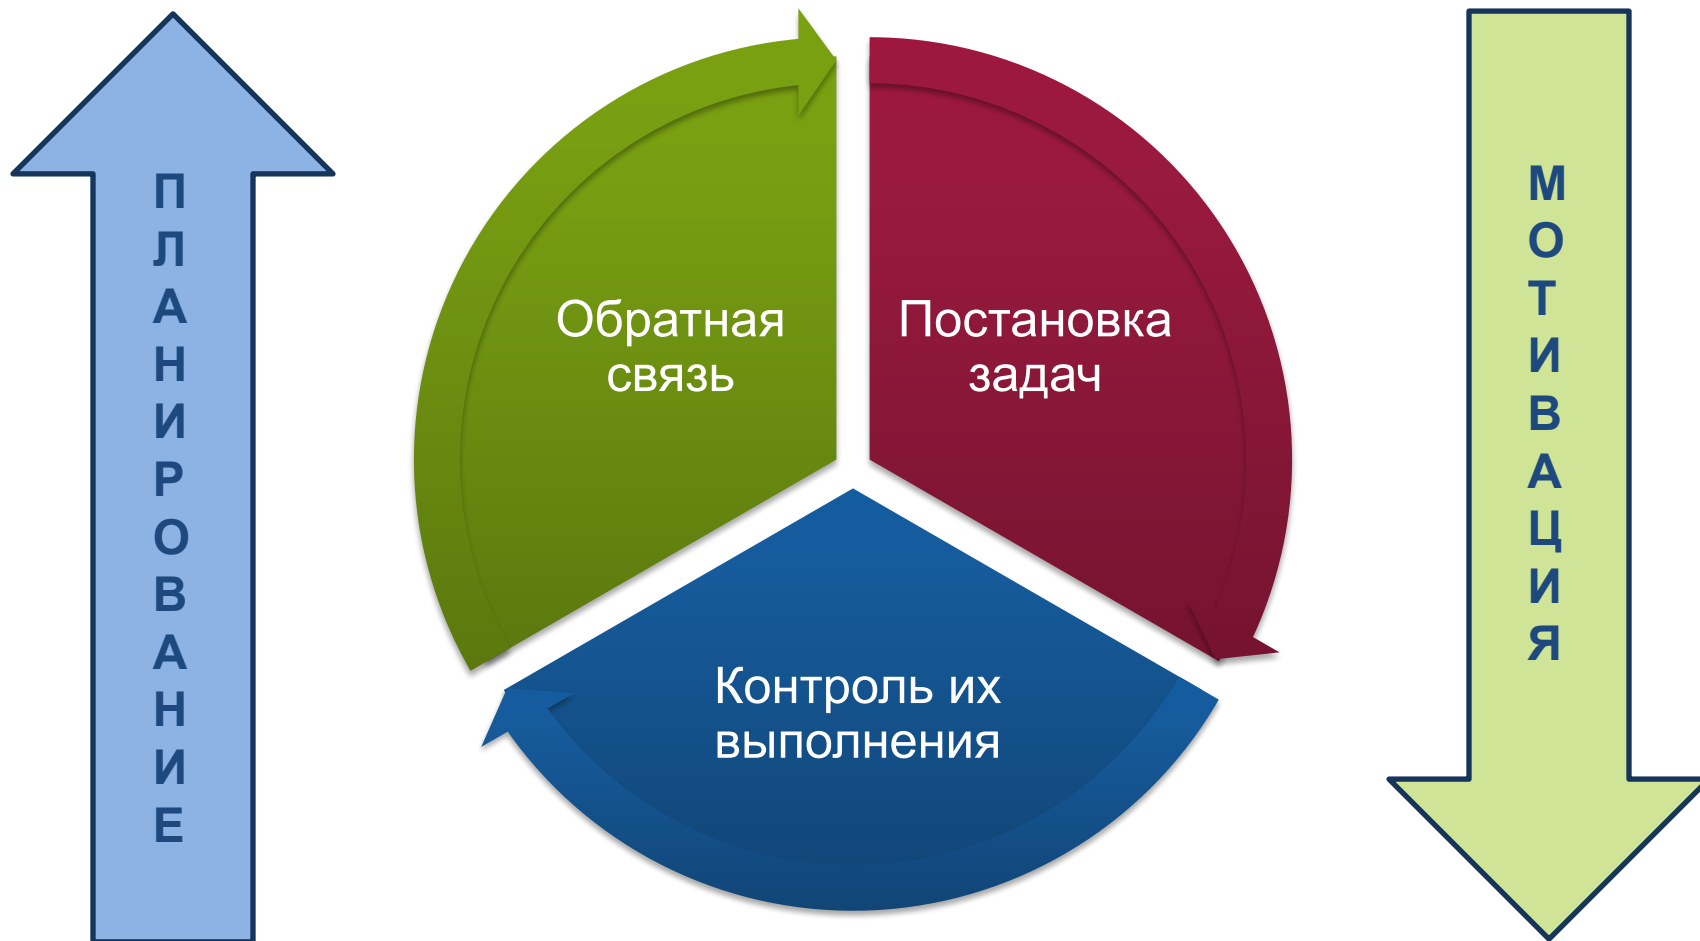 ПЛАНИРОВАНИЕ
Обратная
связь
Постановка
задач
Контроль их
выполнения
МОТИВАЦИЯ